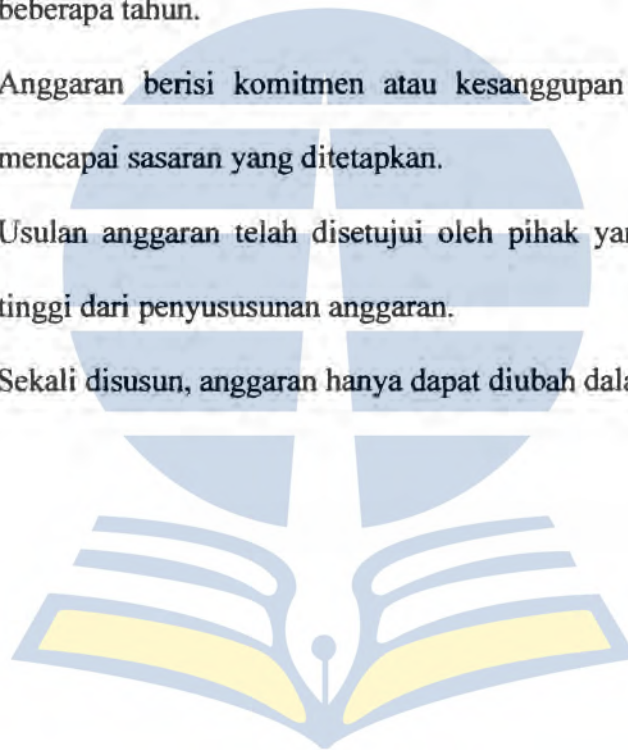 beberapa tahun.
Anggaran berisi komitmen atau kesanggupan
mencapai sasaran yang ditetapkan.
Usulan anggaran telah disetujui oleh pihak
tinggi dari penyususunan anggaran.
Sekali disusun, anggaran hanya dapat diubah